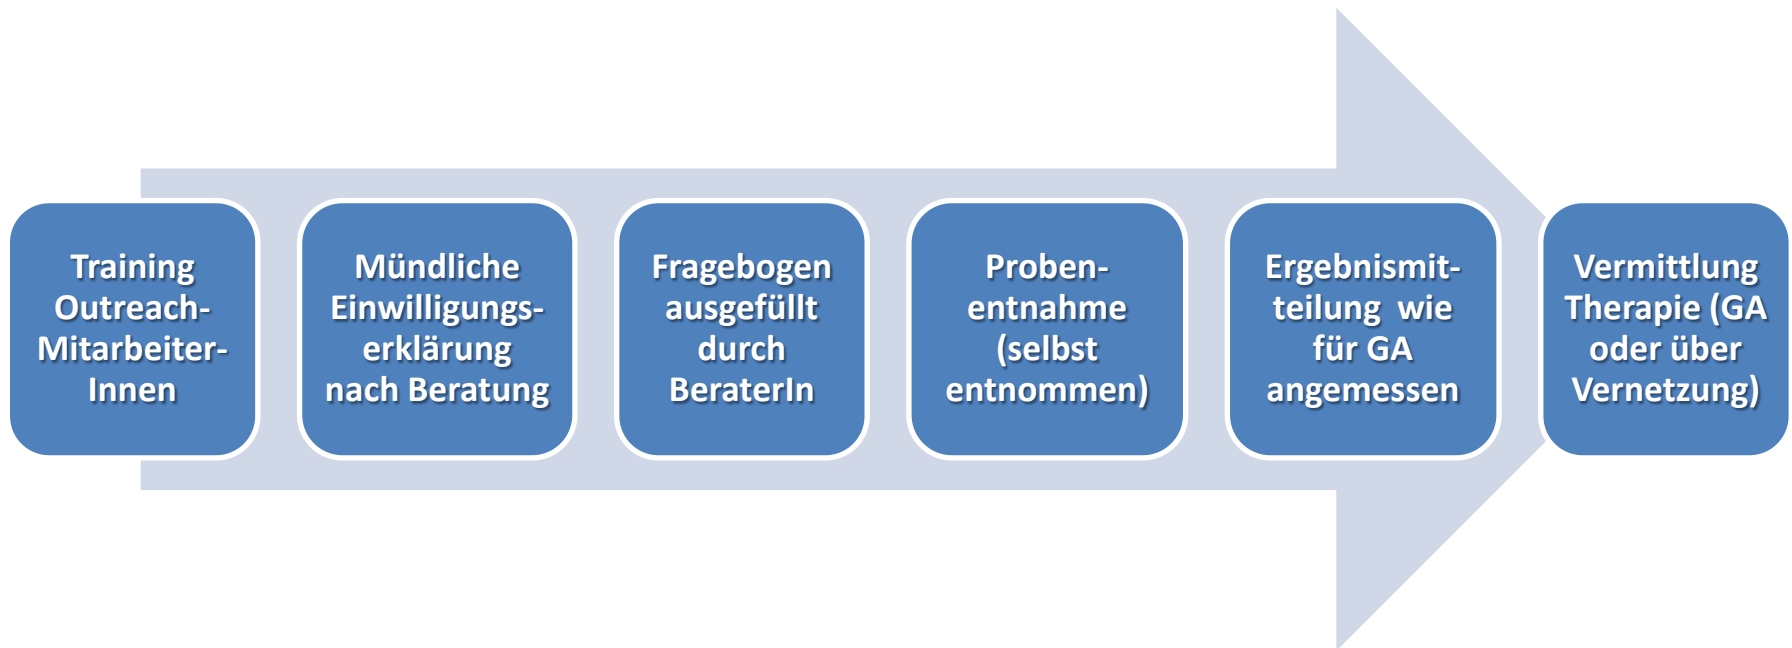 Training
Outreach-
Mitarbeiter-
Innen
Mündliche
Einwilligungs-
erklärung
nach Beratung
Fragebogen
ausgefüllt
durch
BeraterIn
Proben-
entnahme
(selbst
entnommen)
Ergebnismit-
teilung wie
für GA
angemessen
Vermittlung
Therapie (GA
oder über
Vernetzung)